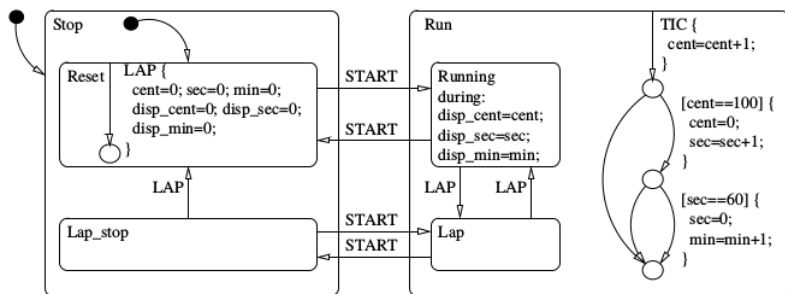 Stop
Reset
LAP {
cent=0; sec=0; min=0;
disp_cent=0; disp_sec=0;
disp_min=0;
}
LAP
Lap_stop
START
START
START
START
Run
Running
during:
disp_cent=cent;
disp_sec=sec;
disp_min=min;
LAP
LAP
Lap
TIC {
cent=cent+1;
}
[cent==100] {
cent=0;
sec=sec+1;
}
[sec==60] {
sec=0;
min=min+1;
}